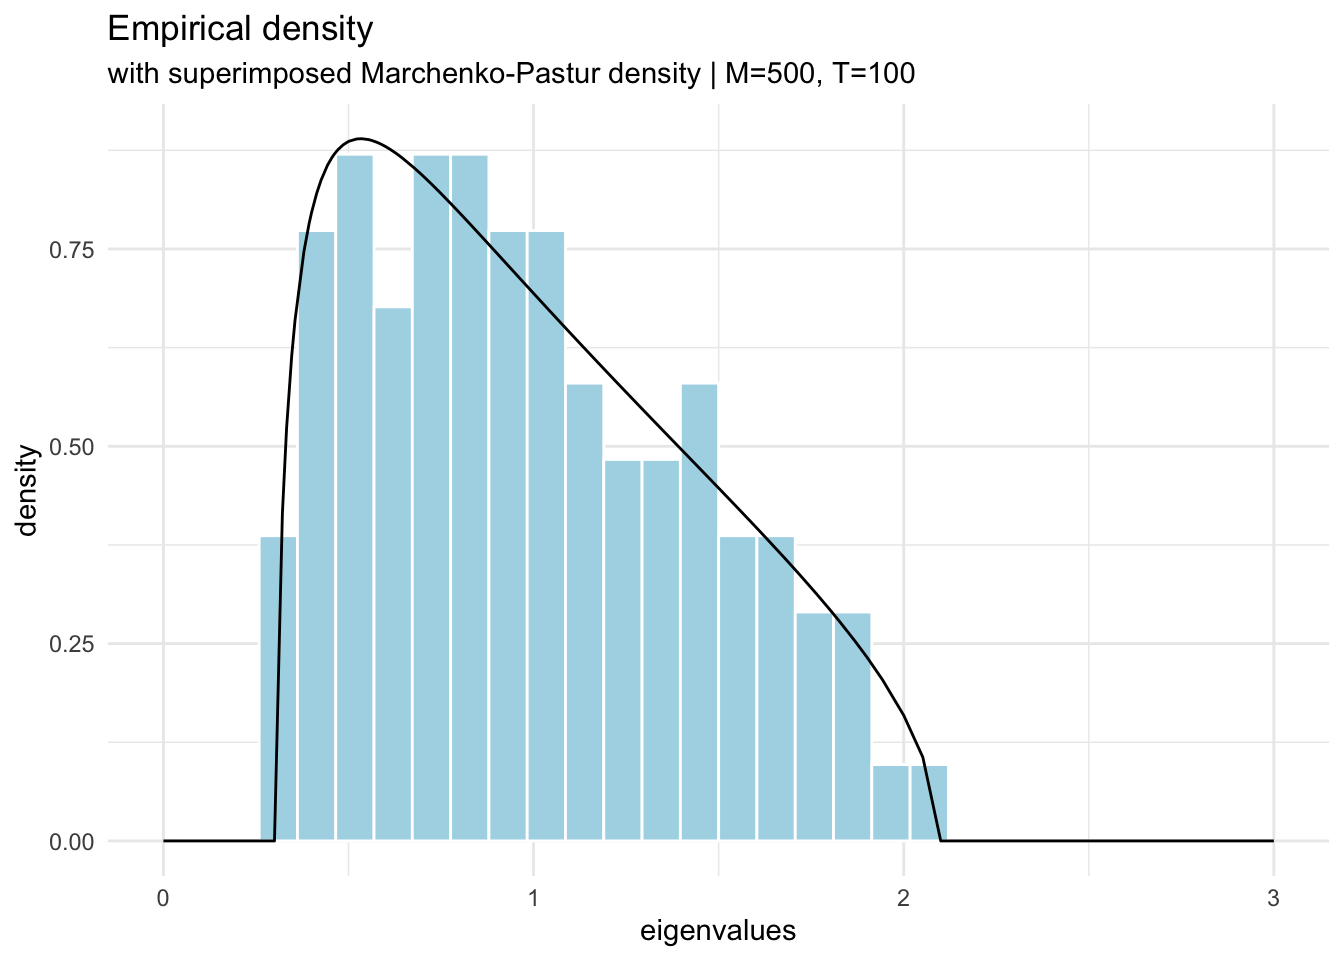 Empirical density
with superimposed Marchenko-Pastur density | M=500, T=100
density
0.75
0.50
0.25
0.00
0 1 2 3
eigenvalues